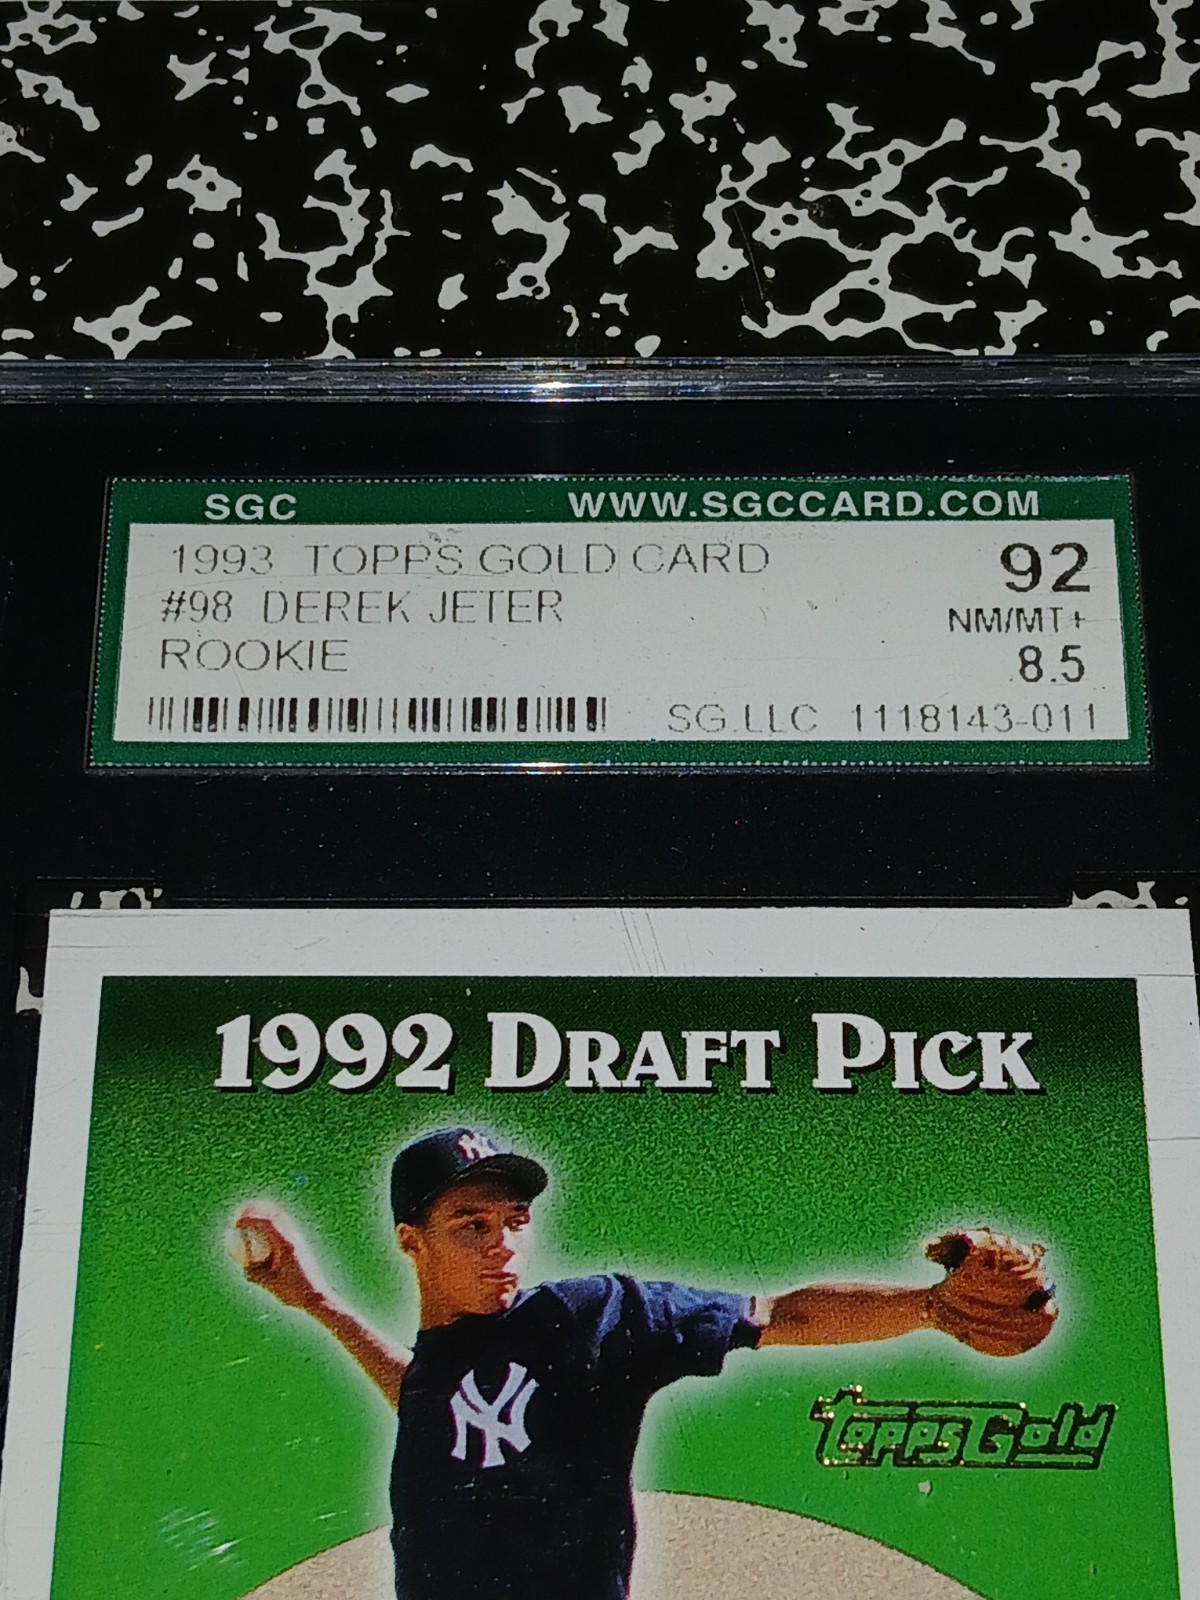 SGC WWW.SGCCARD.COM
1993 TOPPS GOLD CARD 92
#98 DEREK JETER NM/MT+
ROOKIE 8.5
SG.LLC 1118143-011
1992 DRAFT PICK
NY
NY
ToppsGold